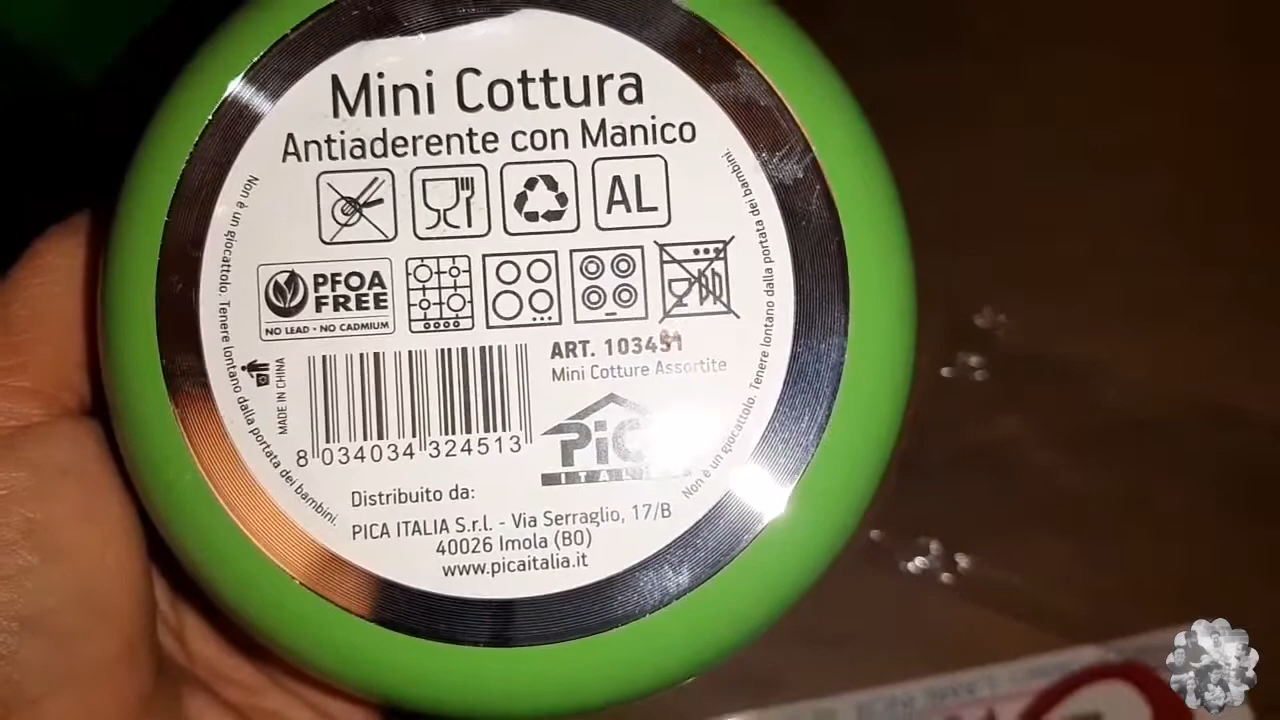 Mini Cottura
Antiaderente con Manico
AL
PFOA
FREE
NO LEAD • NO CADMIUM
ART. 103451
Mini Cotture Assortite
MADE IN CHINA
8 034034 324513
PiC
ITALI
Distribuito da:
PICA ITALIA S.r.l. - Via Serraglio, 17/B
40026 Imola (BO)
www.picaitalia.it
Non è un giocattolo. Tenere lontano dalla portata dei bambini.
Non è un giocattolo. Tenere lontano dalla portata dei bambini.